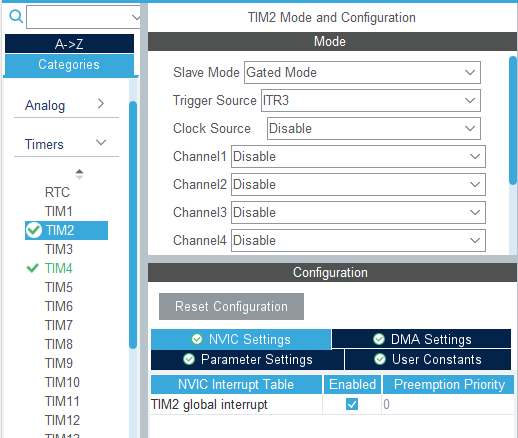 TIM2 Mode and Configuration
A->Z
Categories
Analog
Timers
RTC
TIM1
TIM2
TIM3
TIM4
TIM5
TIM6
TIM7
TIM8
TIM9
TIM10
TIM11
TIM12
Mode
Slave Mode Gated Mode
Trigger Source ITR3
Clock Source Disable
Channel1 Disable
Channel2 Disable
Channel3 Disable
Channel4 Disable
Configuration
Reset Configuration
NVIC Settings DMA Settings
Parameter Settings User Constants
NVIC Interrupt Table Enabled Preemption Priority
TIM2 global interrupt 0